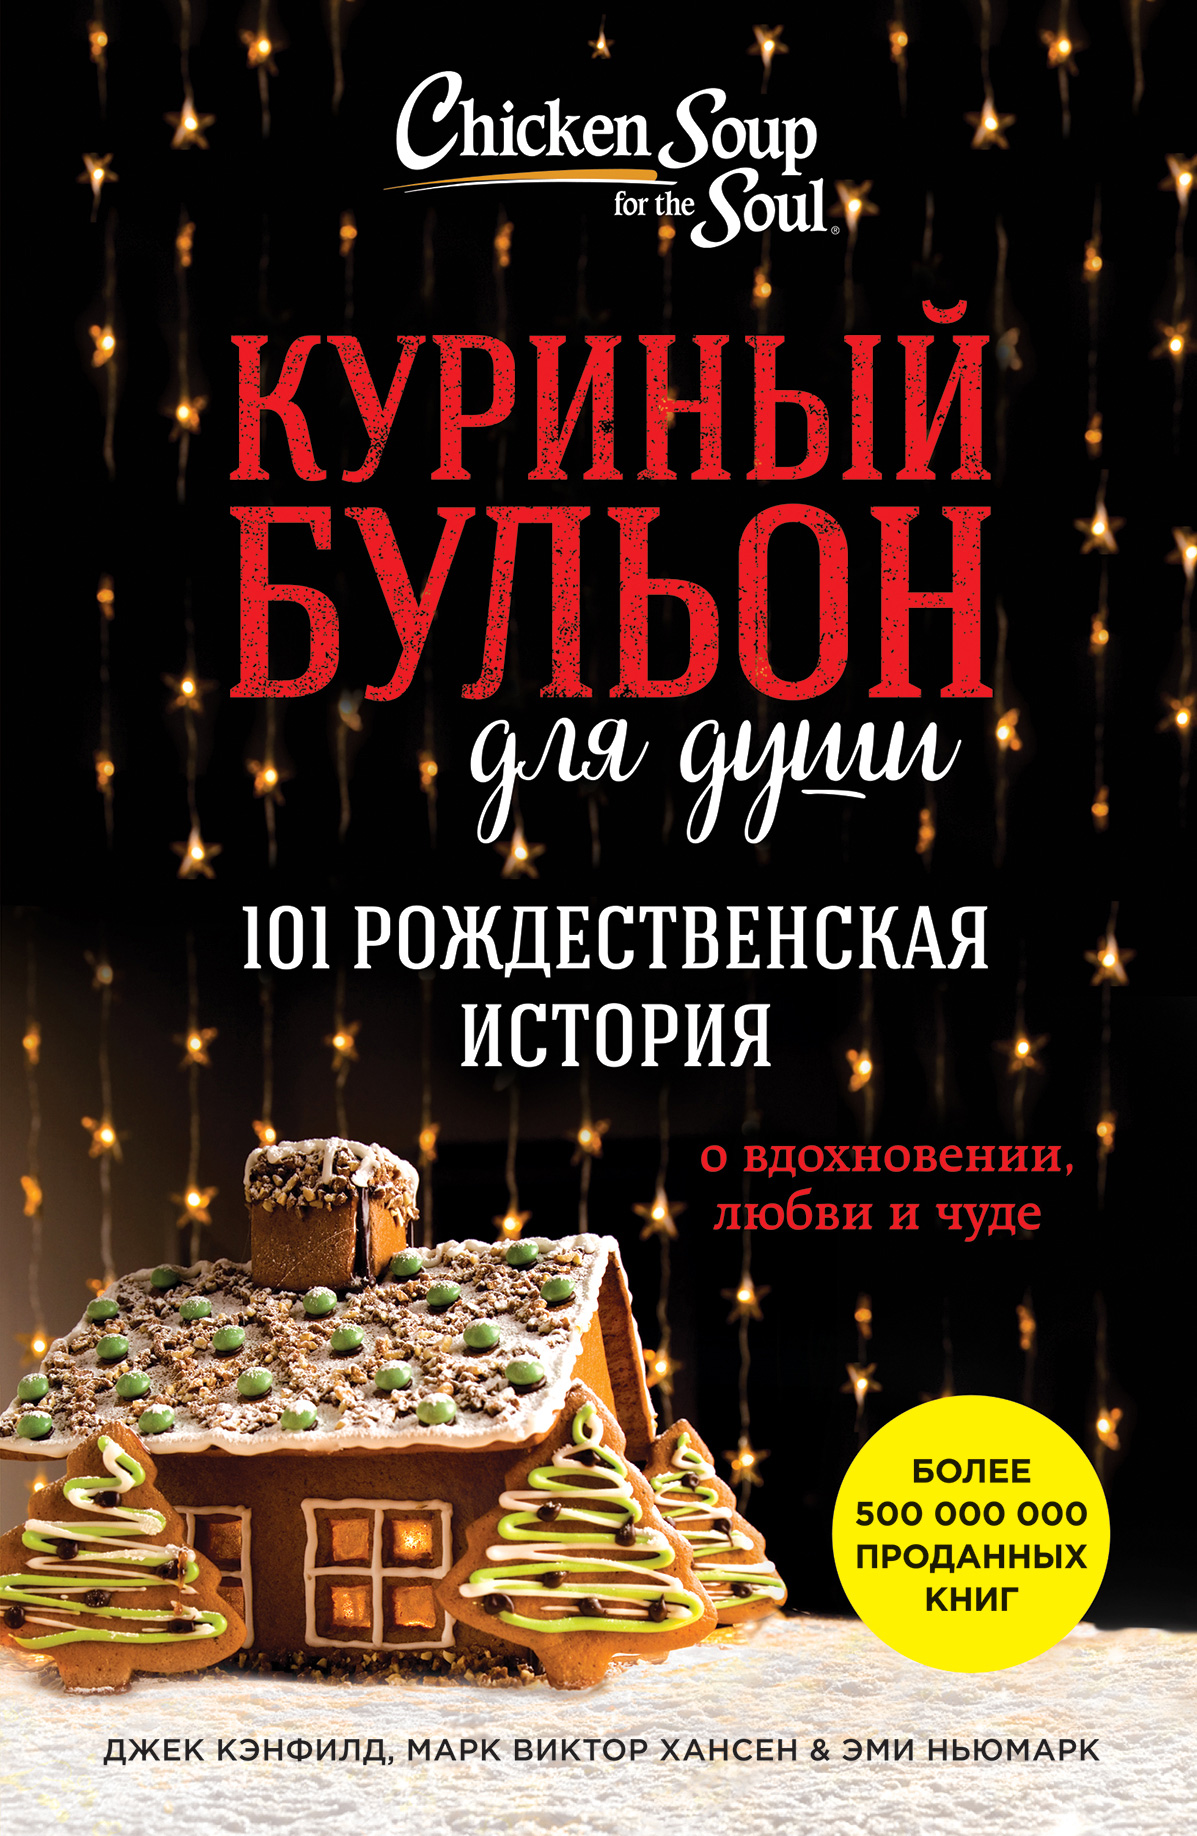 Chicken Soup
for the Soul®
КУРИНЫЙ
БУЛЬОН
для души
101 РОЖДЕСТВЕНСКАЯ
ИСТОРИЯ
о вдохновении,
любви и чуде
БОЛЕЕ
500 000 000
ПРОДАННЫХ
КНИГ
ДЖЕК КЭНФИЛД, МАРК ВИКТОР ХАНСЕН & ЭМИ НЬЮМАРК